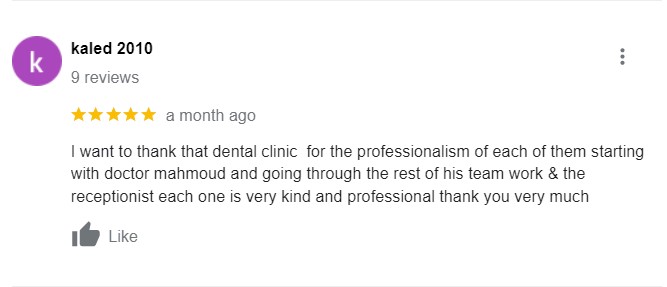 k
kaled 2010
9 reviews
a month ago
I want to thank that dental clinic  for the professionalism of each of them starting
with doctor mahmoud and going through the rest of his team work & the
receptionist each one is very kind and professional thank you very much
Like